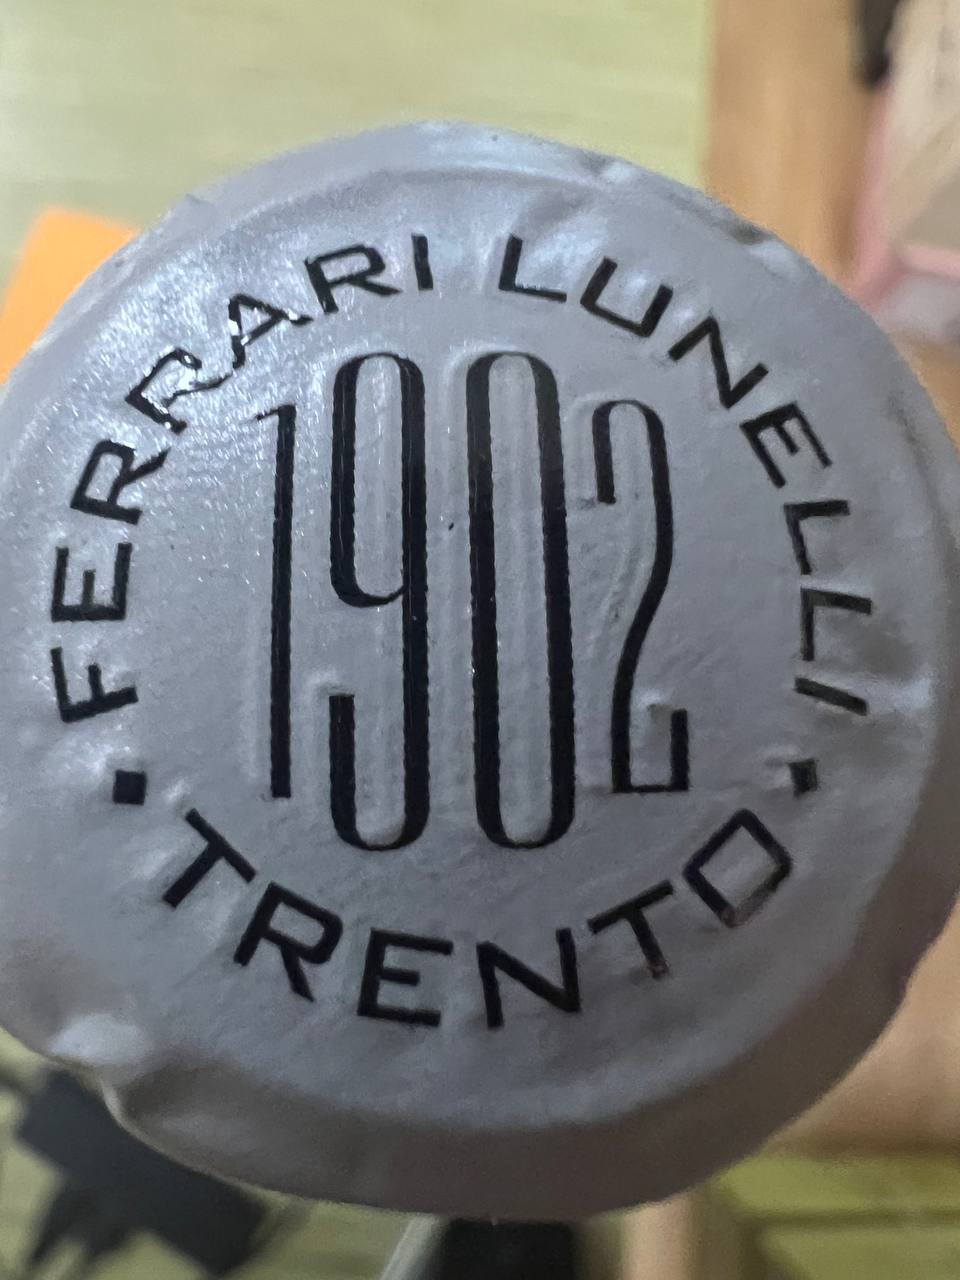 FERRARI LUNELLI
1902
TRENTO